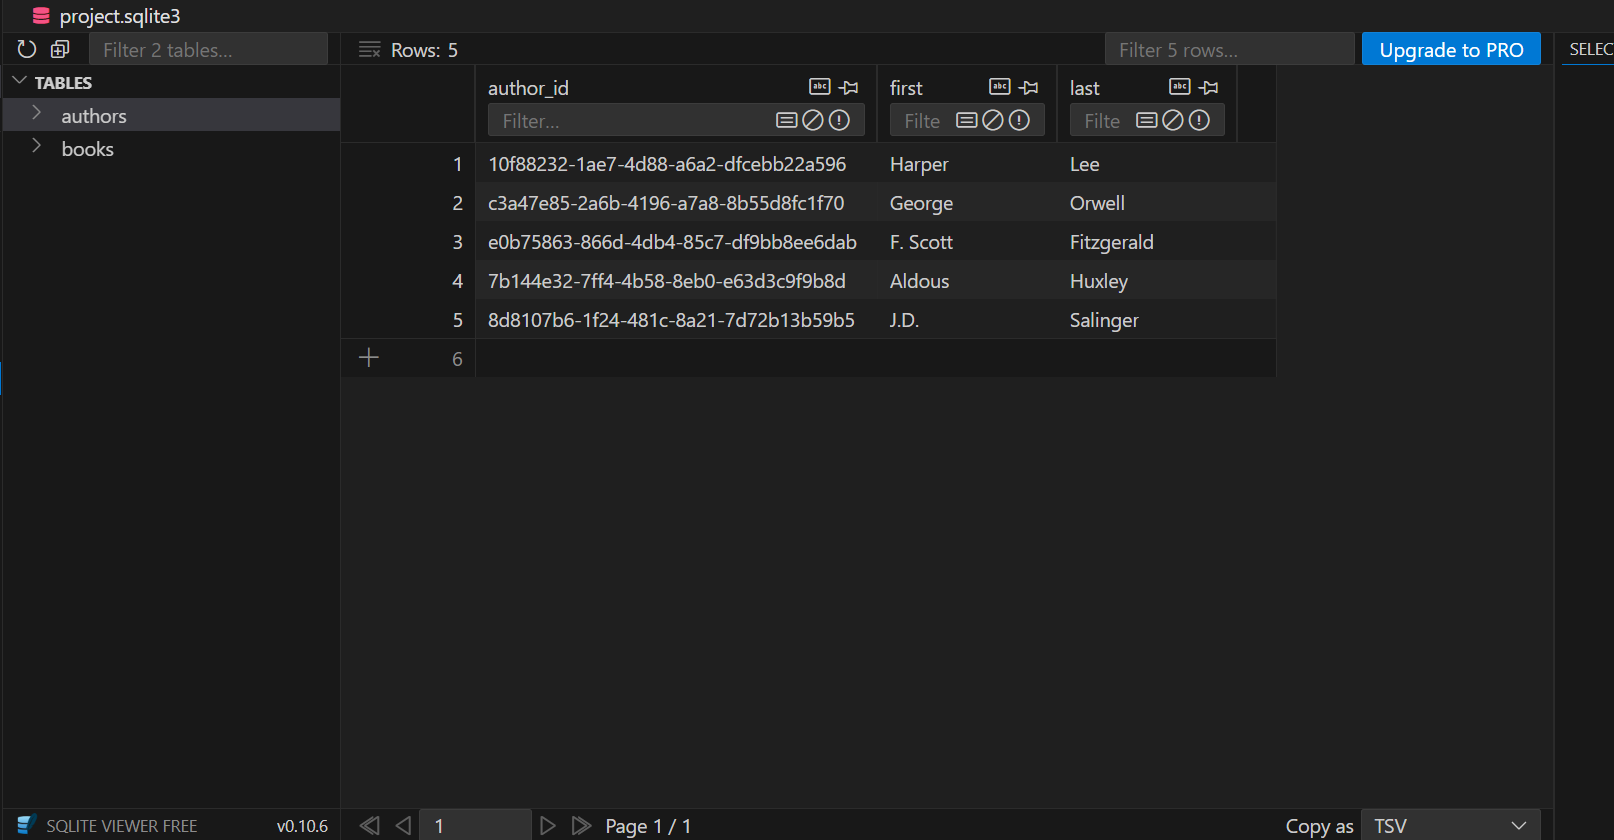 project.sqlite3
Filter 2 tables...
Rows: 5
Filter 5 rows...
Upgrade to PRO
SELEC
TABLES
authors
books
author_id abc first abc last abc
Filter... Filte Filte
1 10f88232-1ae7-4d88-a6a2-dfcebb22a596 Harper Lee
2 c3a47e85-2a6b-4196-a7a8-8b55d8fc1f70 George Orwell
3 e0b75863-866d-4db4-85c7-df9bb8ee6dab F. Scott Fitzgerald
4 7b144e32-7ff4-4b58-8eb0-e63d3c9f9b8d Aldous Huxley
5 8d8107b6-1f24-481c-8a21-7d72b13b59b5 J.D. Salinger
6
SQLITE VIEWER FREE v0.10.6
1 Page 1 / 1
Copy as TSV